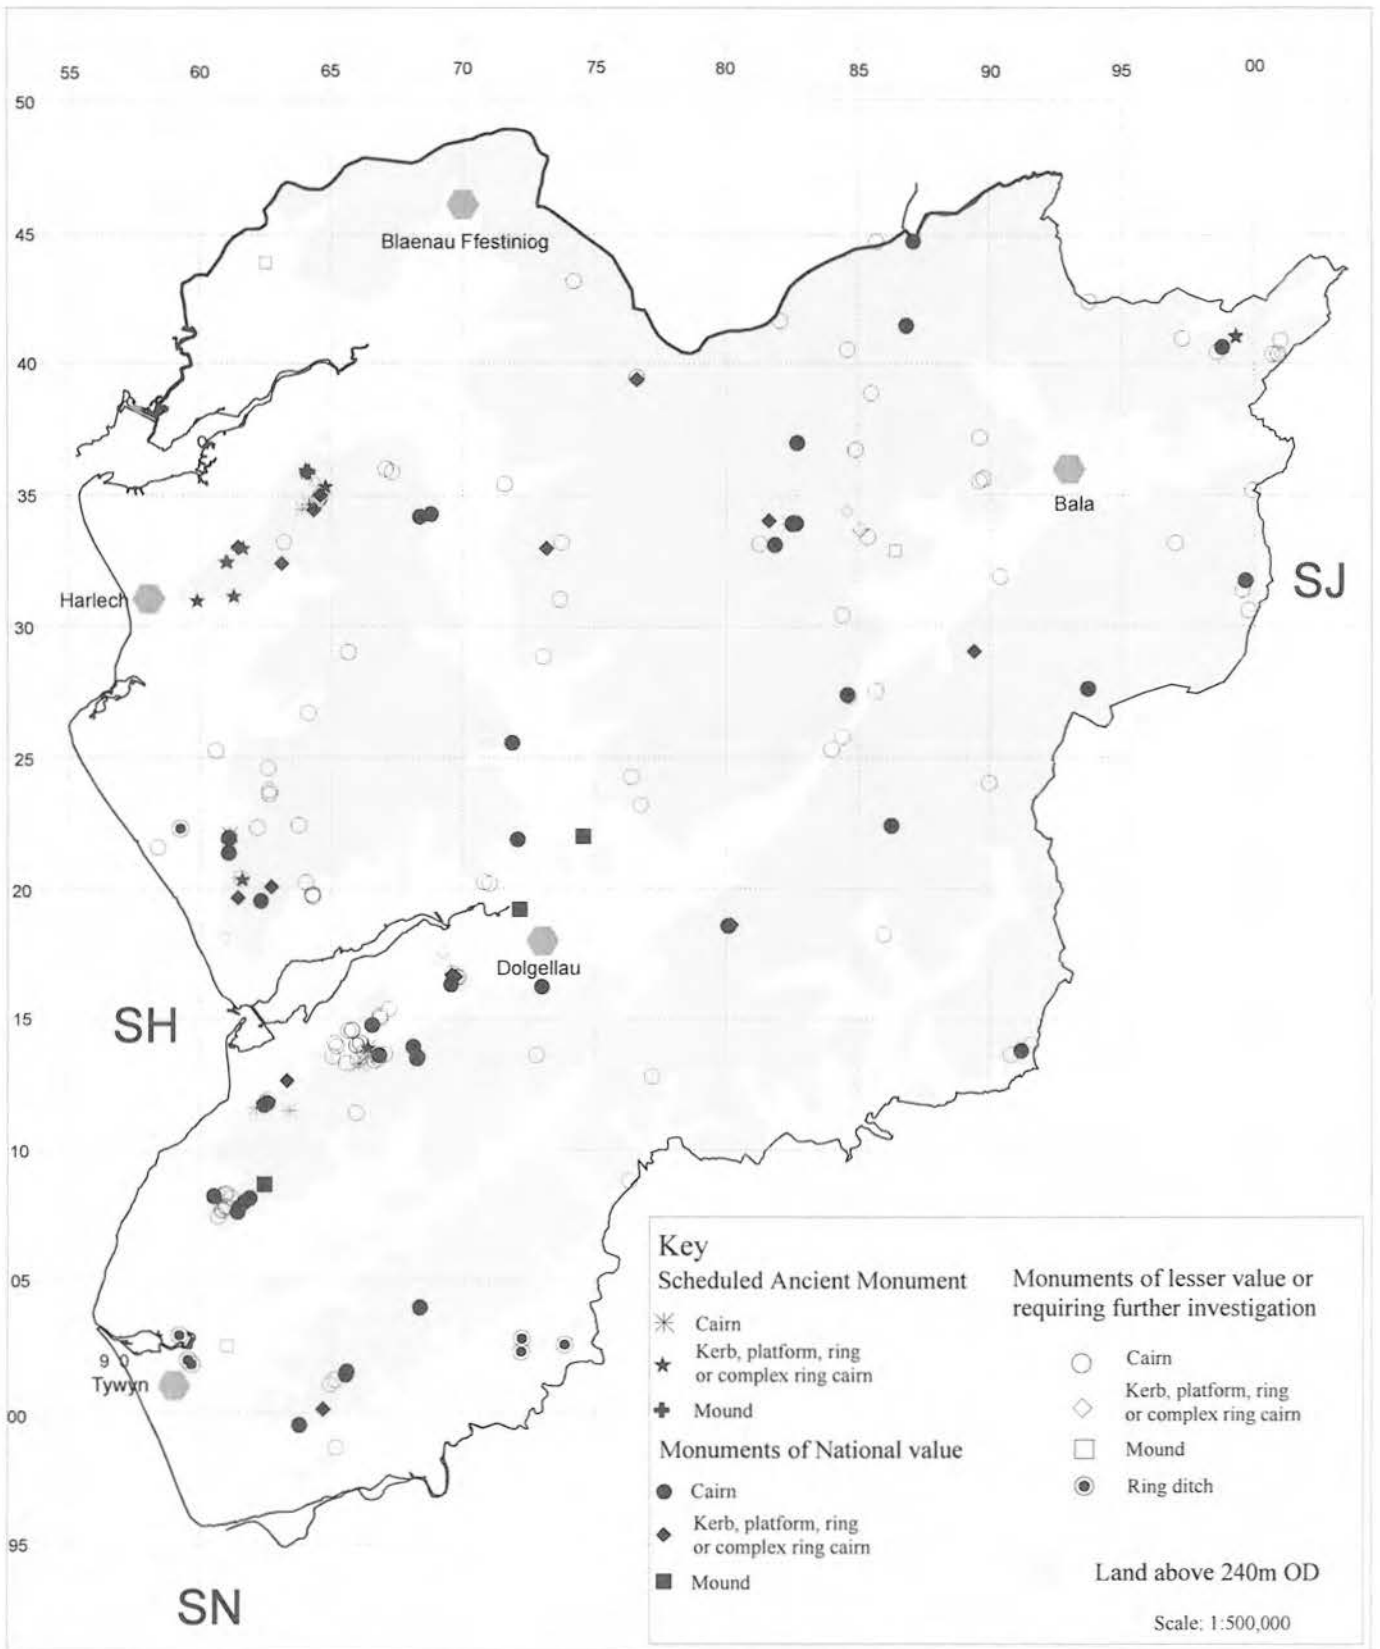 55 60 65 70 75 80 85 90 95 00
50
45
Blaenau Ffestiniog
40
35
Bala
SJ
Harlech
30
25
20
Dolgellau
SH
15
10
05
9 0
Tywyn
00
95
SN
Key
Scheduled Ancient Monument
Cairn
Kerb, platform, ring
or complex ring cairn
Mound
Monuments of National value
Cairn
Kerb, platform, ring
or complex ring cairn
Mound
Monuments of lesser value or
requiring further investigation
Cairn
Kerb, platform, ring
or complex ring cairn
Mound
Ring ditch
Land above 240m OD
Scale: 1:500,000